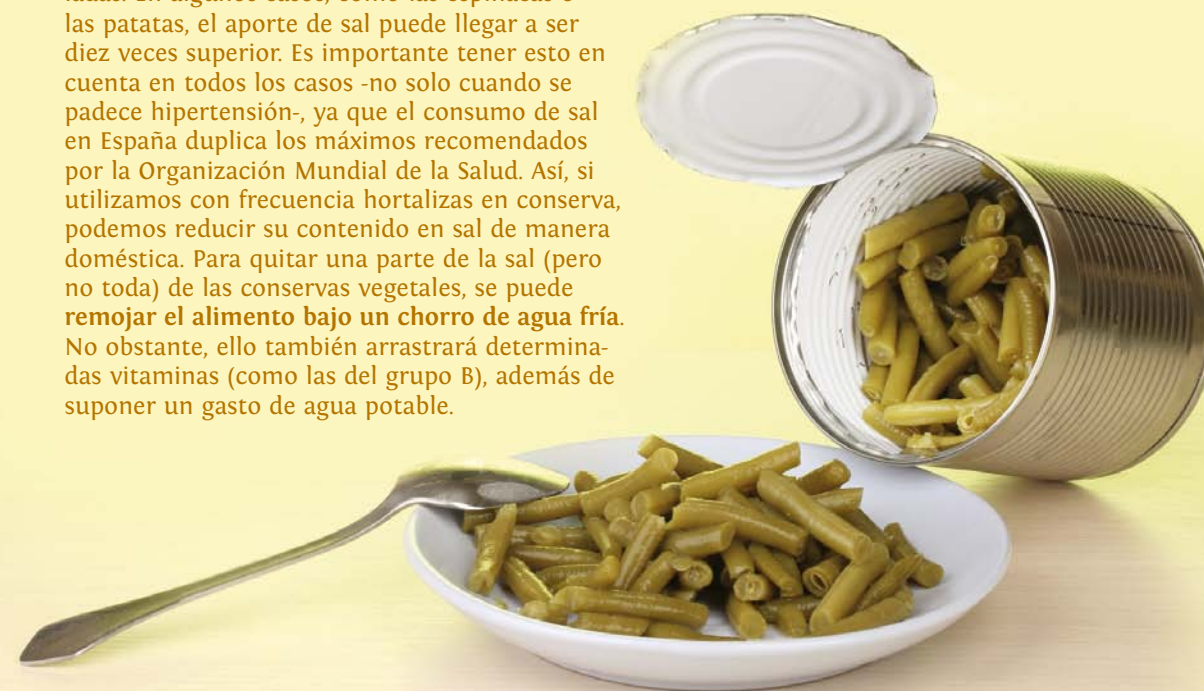 las patatas, el aporte de sal puede llegar a ser
diez veces superior. Es importante tener esto en
cuenta en todos los casos -no solo cuando se
padece hipertensión-, ya que el consumo de sal
en España duplica los máximos recomendados
por la Organización Mundial de la Salud. Así, si
utilizamos con frecuencia hortalizas en conserva,
podemos reducir su contenido en sal de manera
doméstica. Para quitar una parte de la sal (pero
no toda) de las conservas vegetales, se puede
remojar el alimento bajo un chorro de agua fría.
No obstante, ello también arrastrará determina-
das vitaminas (como las del grupo B), además de
suponer un gasto de agua potable.